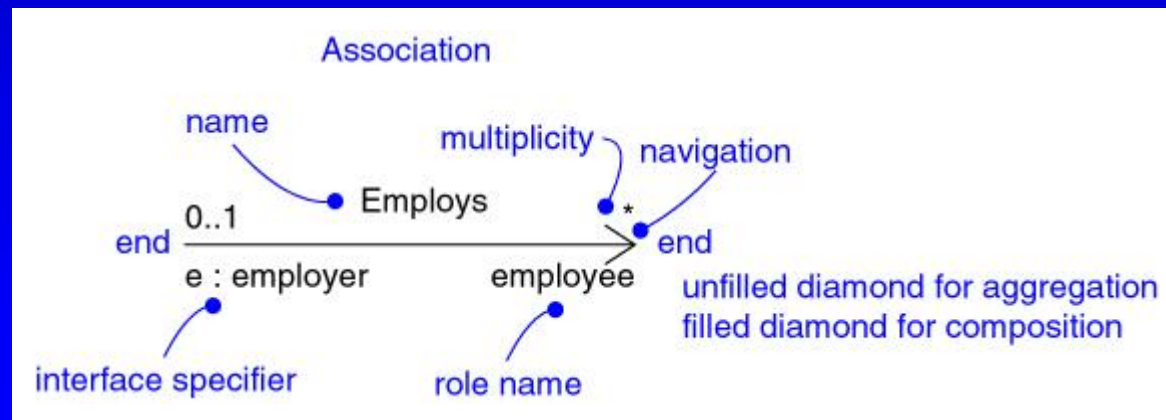 Association
name
multiplicity
navigation
Employs
0..1
*
end
end
e : employer
employee
unfilled diamond for aggregation
filled diamond for composition
interface specifier
role name